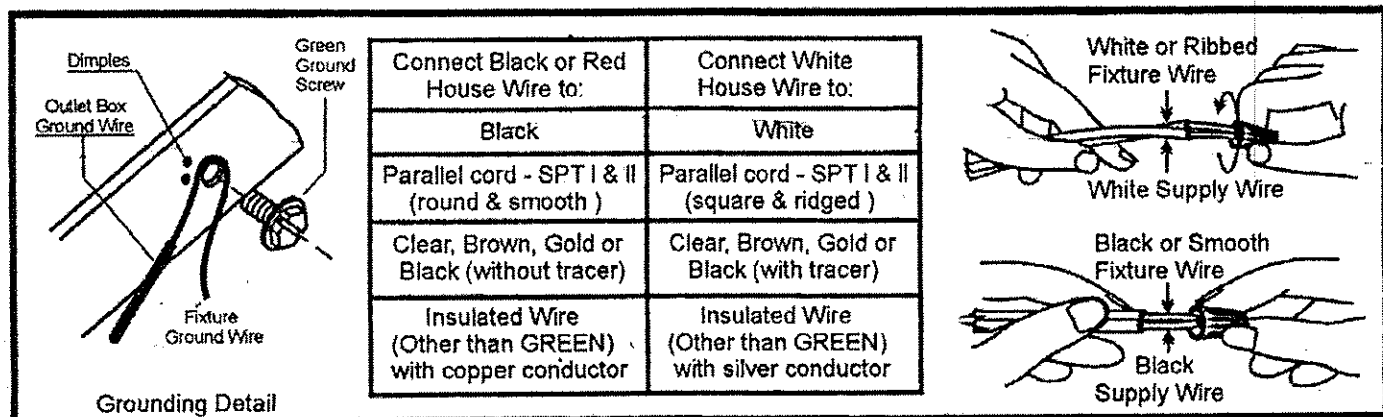 Dimples
Green
Ground
Screw
Outlet Box
Ground Wire
Fixture
Ground Wire
Grounding Detail
Connect Black or Red
House Wire to:
Connect White
House Wire to:
Black
White
Parallel cord - SPT I & II
(round & smooth )
Parallel cord - SPT I & II
(square & ridged )
Clear, Brown, Gold or
Black (without tracer)
Clear, Brown, Gold or
Black (with tracer)
Insulated Wire
(Other than GREEN)
with copper conductor
Insulated Wire
(Other than GREEN)
with silver conductor
White or Ribbed
Fixture Wire
White Supply Wire
Black or Smooth
Fixture Wire
Black
Supply Wire